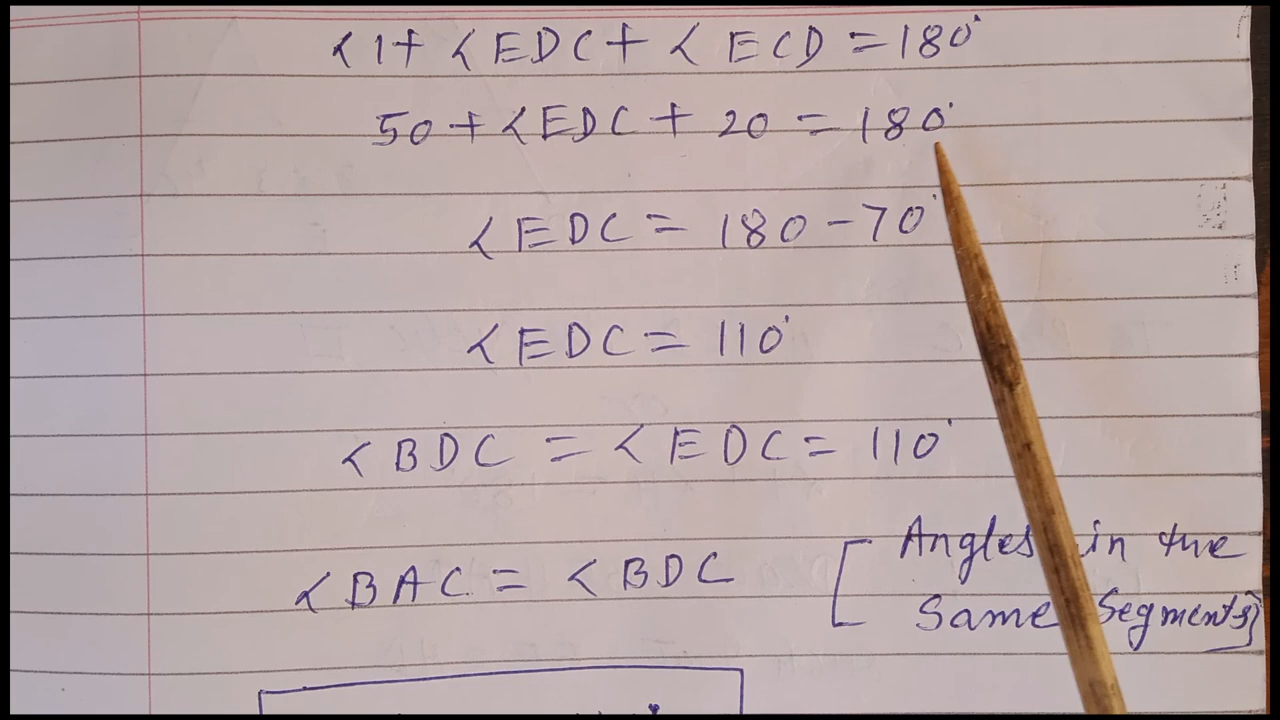 ∠1+ ∠EDC + ∠ECD = 180°
50 + ∠EDC + 20 = 180°
∠EDC = 180 - 70°
∠EDC = 110°
∠BDC = ∠EDC = 110°
∠BAC = ∠BDC [Angles in the
Same Segments]